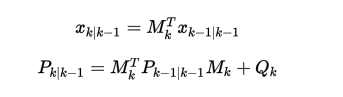 x_{k|k-1} = M_k^T x_{k-1|k-1}
P_{k|k-1} = M_k^T P_{k-1|k-1} M_k + Q_k